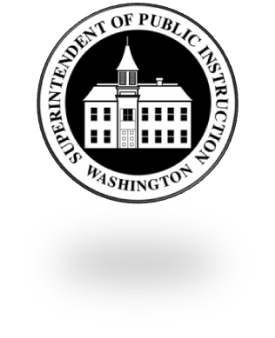 SUPERINTENDENT OF PUBLIC INSTRUCTION
WASHINGTON